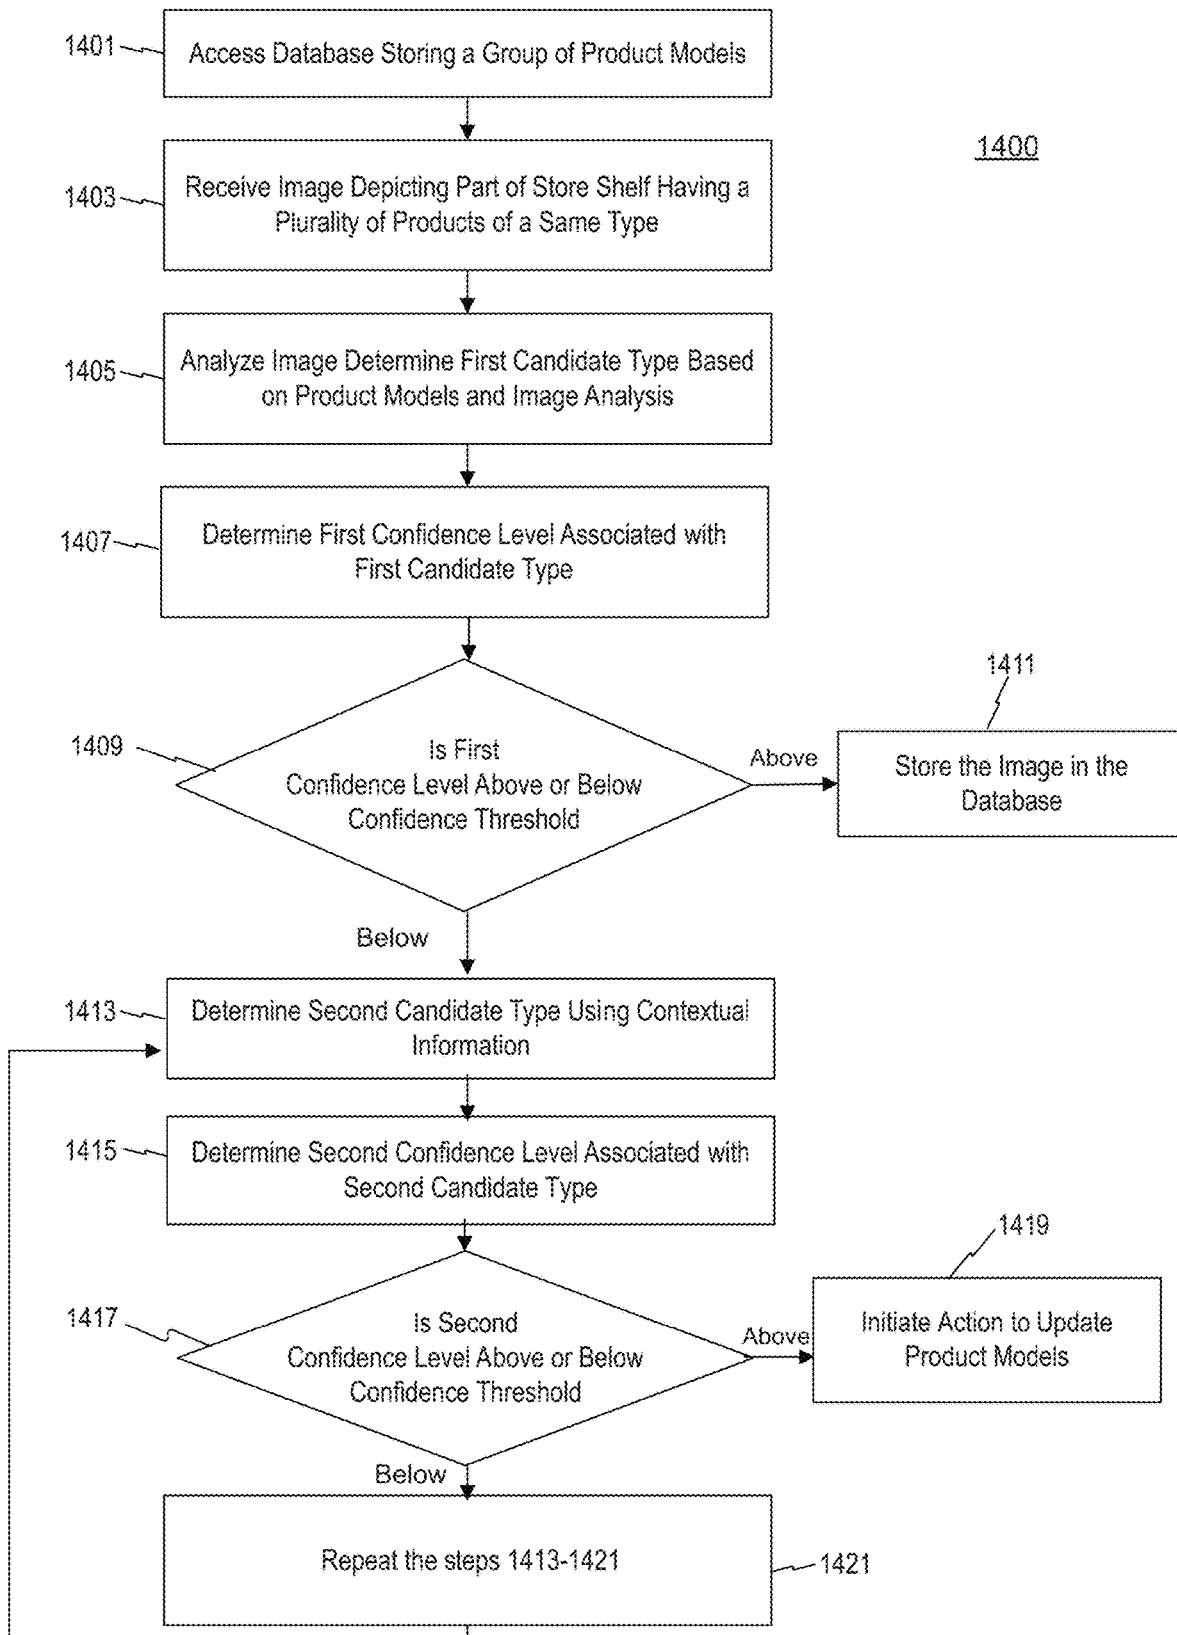 1401
Access Database Storing a Group of Product Models
1400
1403
Receive Image Depicting Part of Store Shelf Having a
Plurality of Products of a Same Type
1405
Analyze Image Determine First Candidate Type Based
on Product Models and Image Analysis
1407
Determine First Confidence Level Associated with
First Candidate Type
1409
Is First
Confidence Level Above or Below
Confidence Threshold
Above
1411
Store the Image in the
Database
Below
1413
Determine Second Candidate Type Using Contextual
Information
1415
Determine Second Confidence Level Associated with
Second Candidate Type
1417
Is Second
Confidence Level Above or Below
Confidence Threshold
Above
1419
Initiate Action to Update
Product Models
Below
Repeat the steps 1413-1421
1421